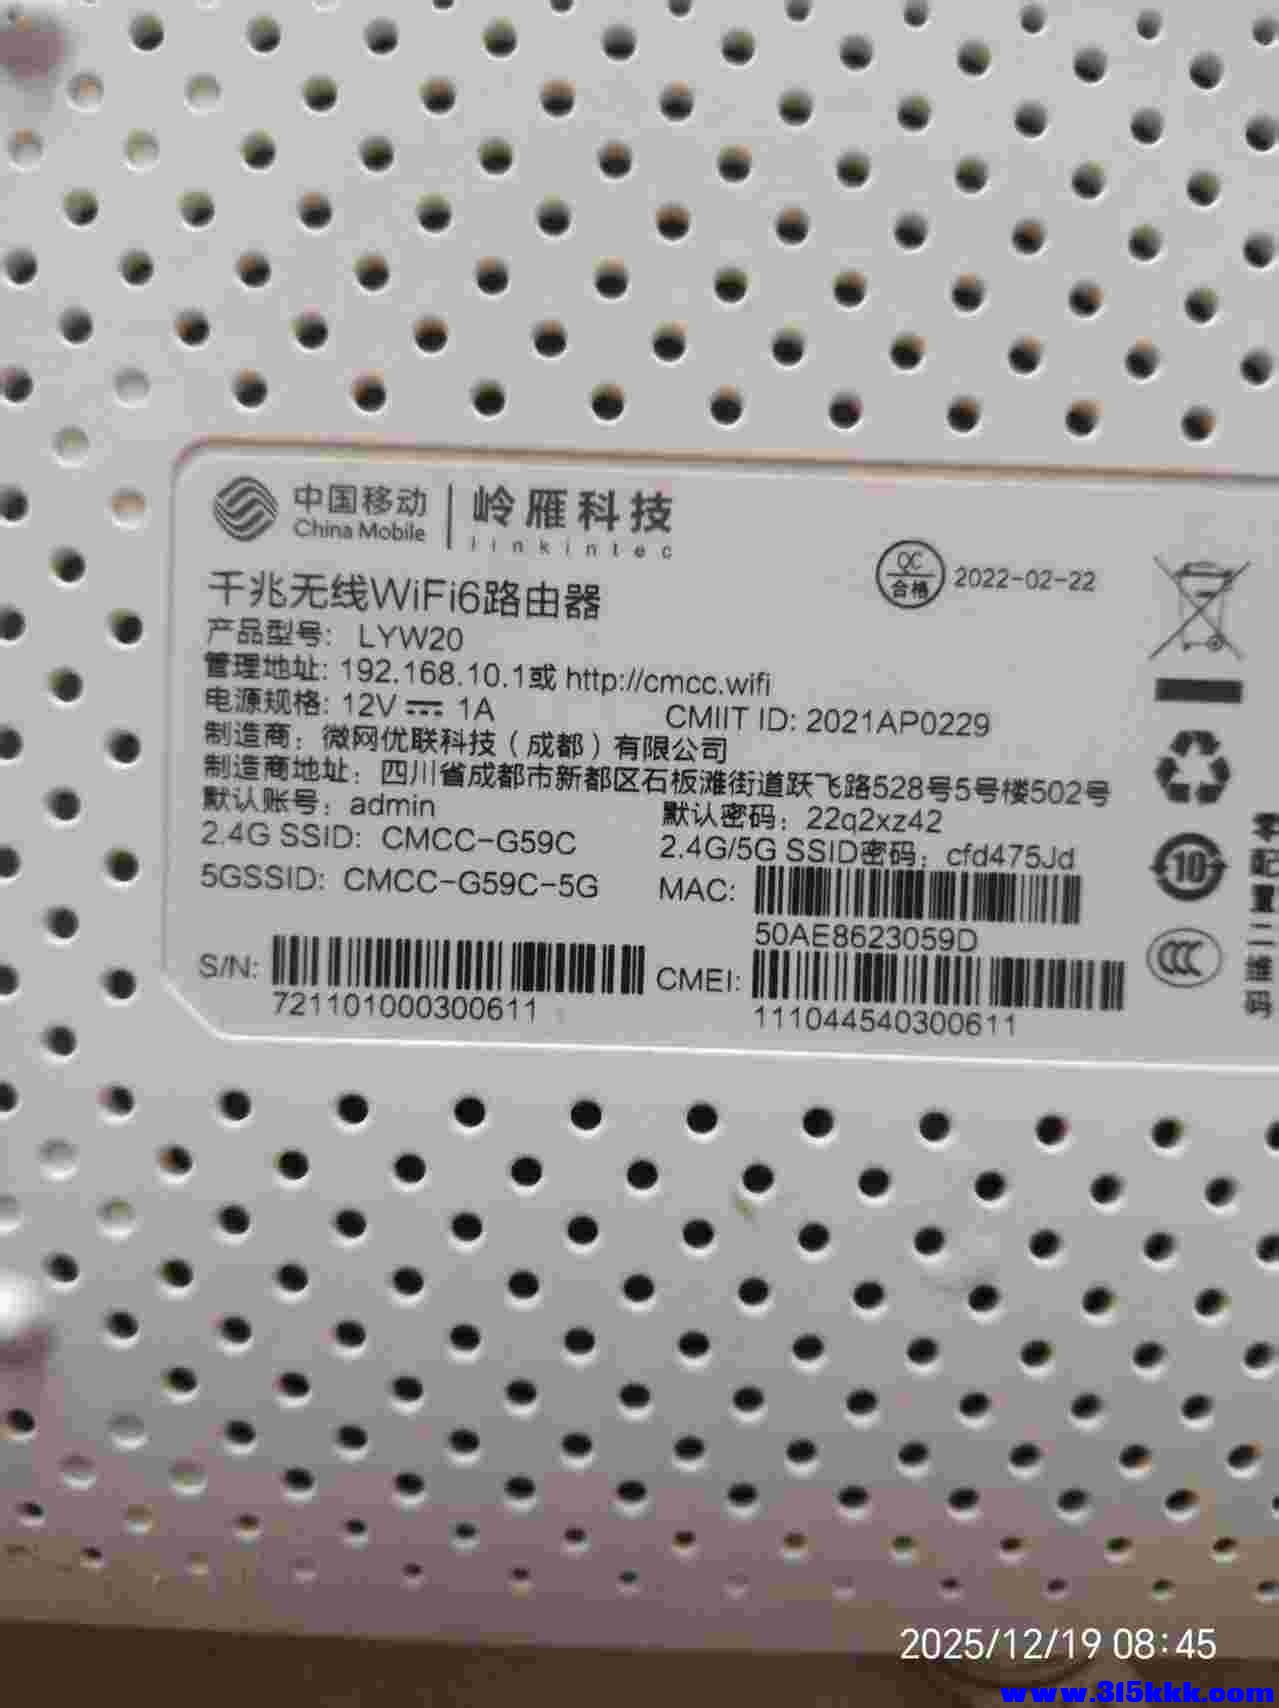 中国移动 岭雁科技
China Mobile linkintec
QC 合格 2022-02-22
千兆无线WiFi6路由器
产品型号: LYW20
管理地址: 192.168.10.1或 http://cmcc.wifi
电源规格: 12V 1A CMIIT ID: 2021AP0229
制造商: 微网优联科技（成都）有限公司
制造商地址: 四川省成都市新都区石板滩街道跃飞路528号5号楼502号
默认账号: admin 默认密码: 22q2xz42
2.4G SSID: CMCC-G59C 2.4G/5G SSID密码: cfd475Jd
5GSSID: CMCC-G59C-5G MAC:
50AE8623059D
S/N: CMEI:
721101000300611 111044540300611
10
CCC
零配置二维码
2025/12/19 08:45
www.315kkk.com